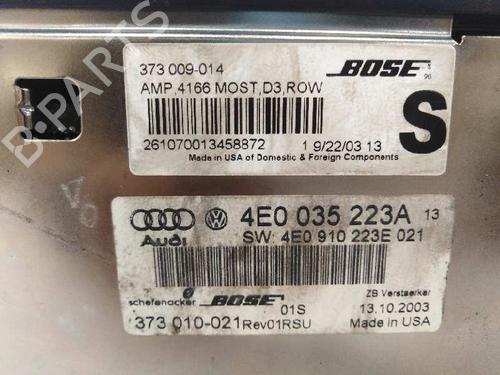 373 009-014
BOSE
AMP,4166 MOST,D3,ROW
S
261070013458872 1 9/22/03 13
Made in USA of Domestic & Foreign Components
Audi
4E0 035 223A 13
SW: 4E0 910 223E 021
schefenacker BOSE 01S
ZB Verstaerker
13.10.2003
373 010-021 Rev01RSU
Made in USA
B-PARTS